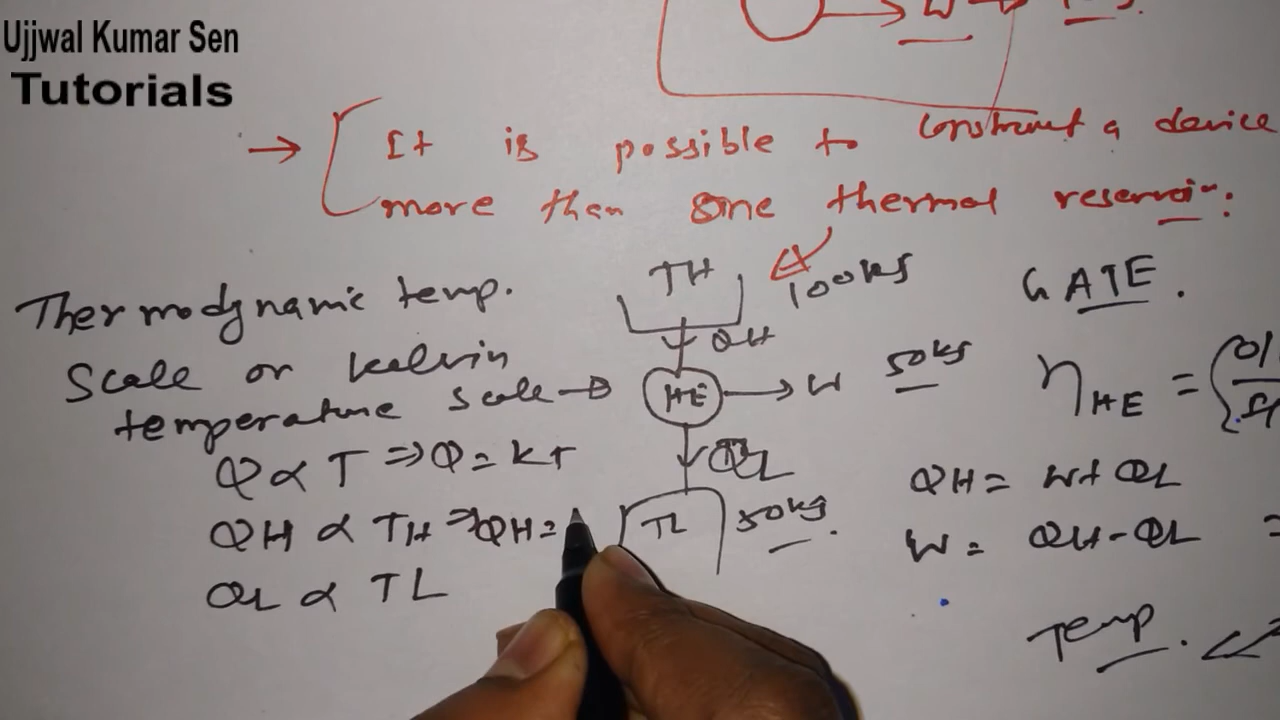 Ujjwal Kumar Sen
Tutorials
W →
→ [ It is possible to construct a device
more than one thermal reservoir.
Thermodynamic temp.
Scale or kelvin
temperature scale →
Q ∝ T ⇒ Q = KT
QH ∝ TH ⇒ QH =
QL ∝ TL
TH
100kJ
QH
HE → W 50kJ
QL
TL 50kJ.
GATE.
ηHE =
QH = W + QL
W = QH - QL =
Temp.